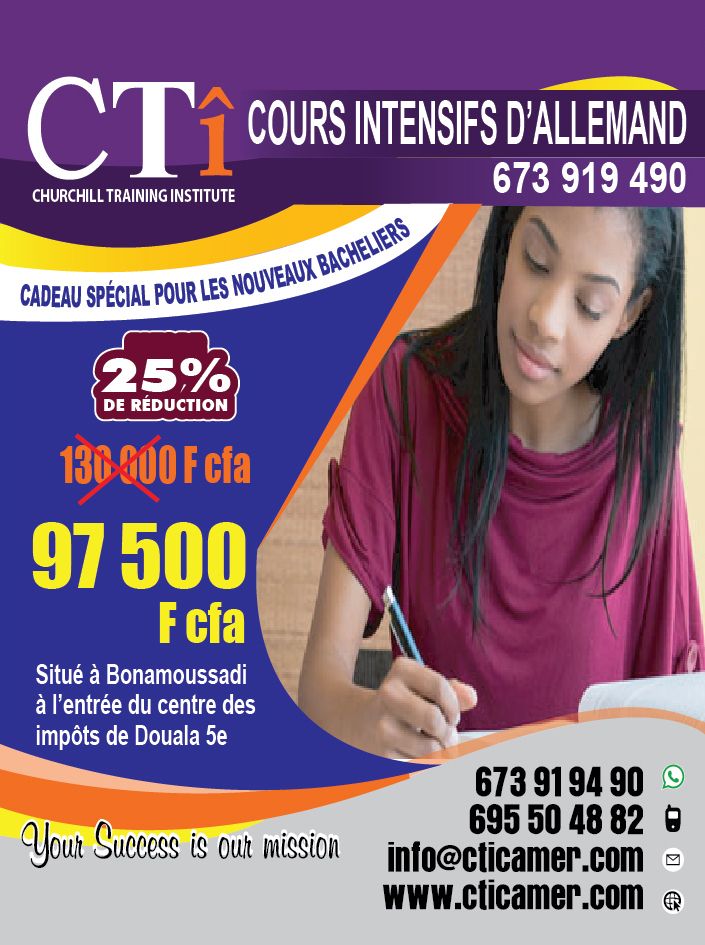 CTî
CHURCHILL TRAINING INSTITUTE
COURS INTENSIFS D'ALLEMAND
673 919 490
CADEAU SPÉCIAL POUR LES NOUVEAUX BACHELIERS
25%
DE RÉDUCTION
130 000 F cfa
97 500
F cfa
Situé à Bonamoussadi
à l'entrée du centre des
impôts de Douala 5e
673 91 94 90
695 50 48 82
info@cticamer.com
www.cticamer.com
Your Success is our mission